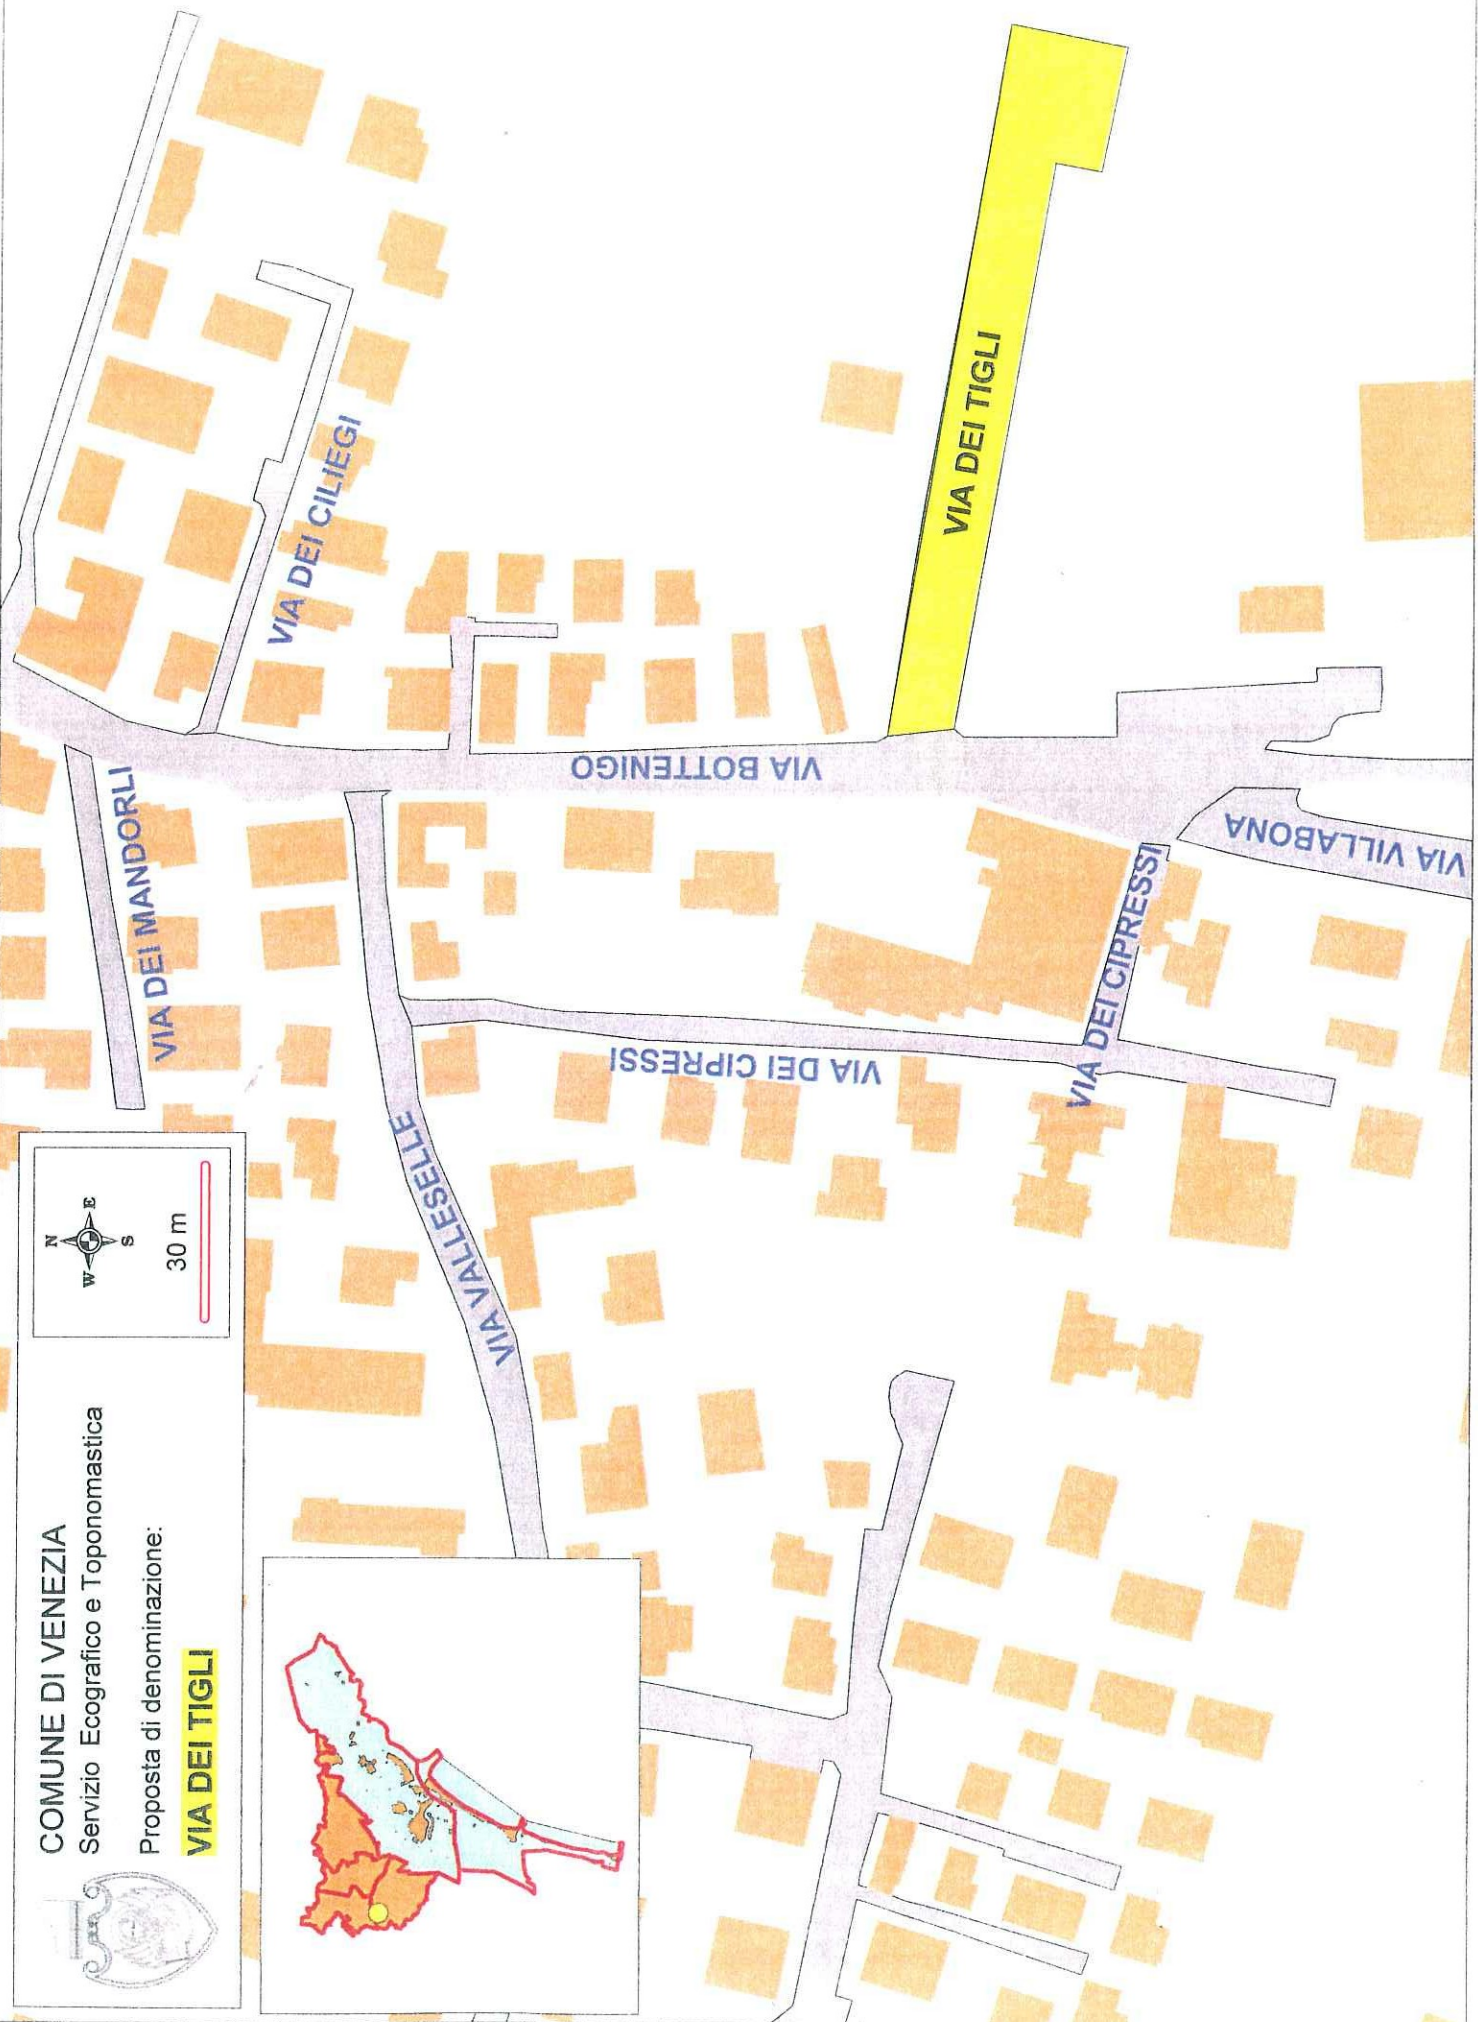 COMUNE DI VENEZIA
Servizio Ecografico e Toponomastica
Proposta di denominazione:
VIA DEI TIGLI
N
W E
S
30 m
VIA DEI MANDORLI
VIA DEI CILIEGI
VIA VALLESELLE
VIA BOTTENIGO
VIA DEI CIPRESSI
VIA DEI TIGLI
VIA DEI CIPRESSI
VIA VILLABONA